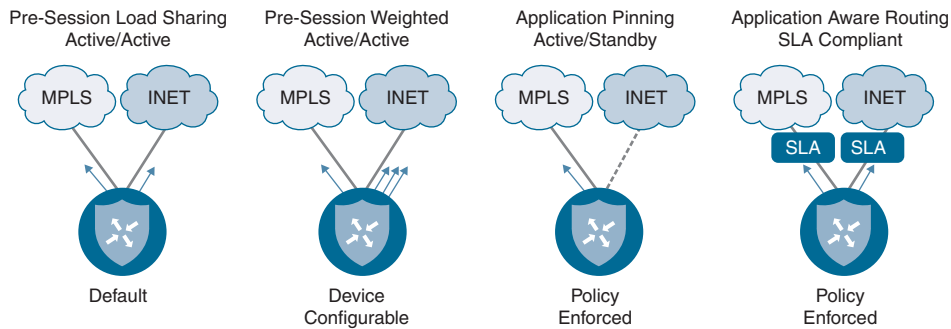 Pre-Session Load Sharing
Active/Active
MPLS
INET
Default
Pre-Session Weighted
Active/Active
MPLS
INET
Device
Configurable
Application Pinning
Active/Standby
MPLS
INET
Policy
Enforced
Application Aware Routing
SLA Compliant
MPLS
INET
SLA
SLA
Policy
Enforced